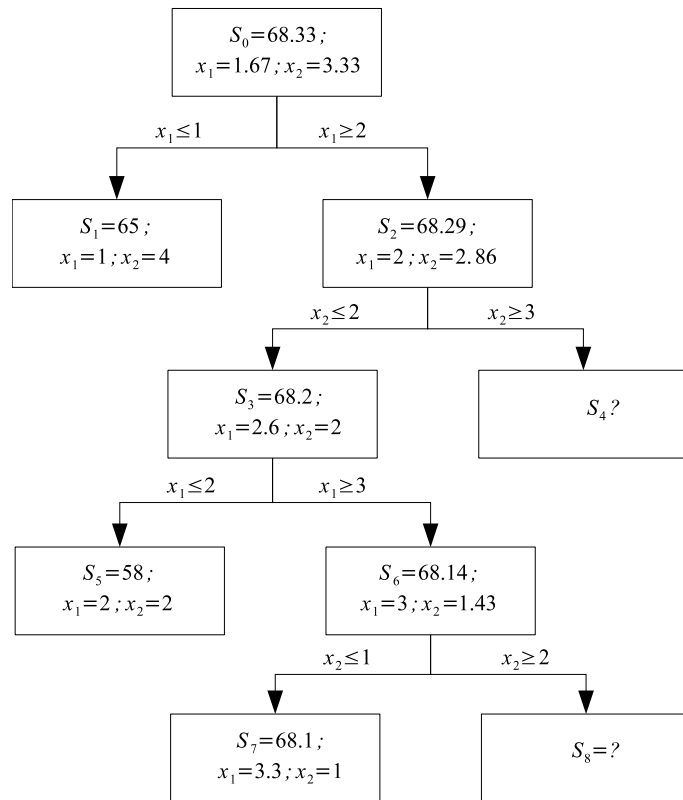 S₀=68.33;
x₁=1.67; x₂=3.33
x₁≤1
x₁≥2
S₁=65;
x₁=1; x₂=4
S₂=68.29;
x₁=2; x₂=2.86
x₂≤2
x₂≥3
S₃=68.2;
x₁=2.6; x₂=2
S₄?
x₁≤2
x₁≥3
S₅=58;
x₁=2; x₂=2
S₆=68.14;
x₁=3; x₂=1.43
x₂≤1
x₂≥2
S₇=68.1;
x₁=3.3; x₂=1
S₈=?